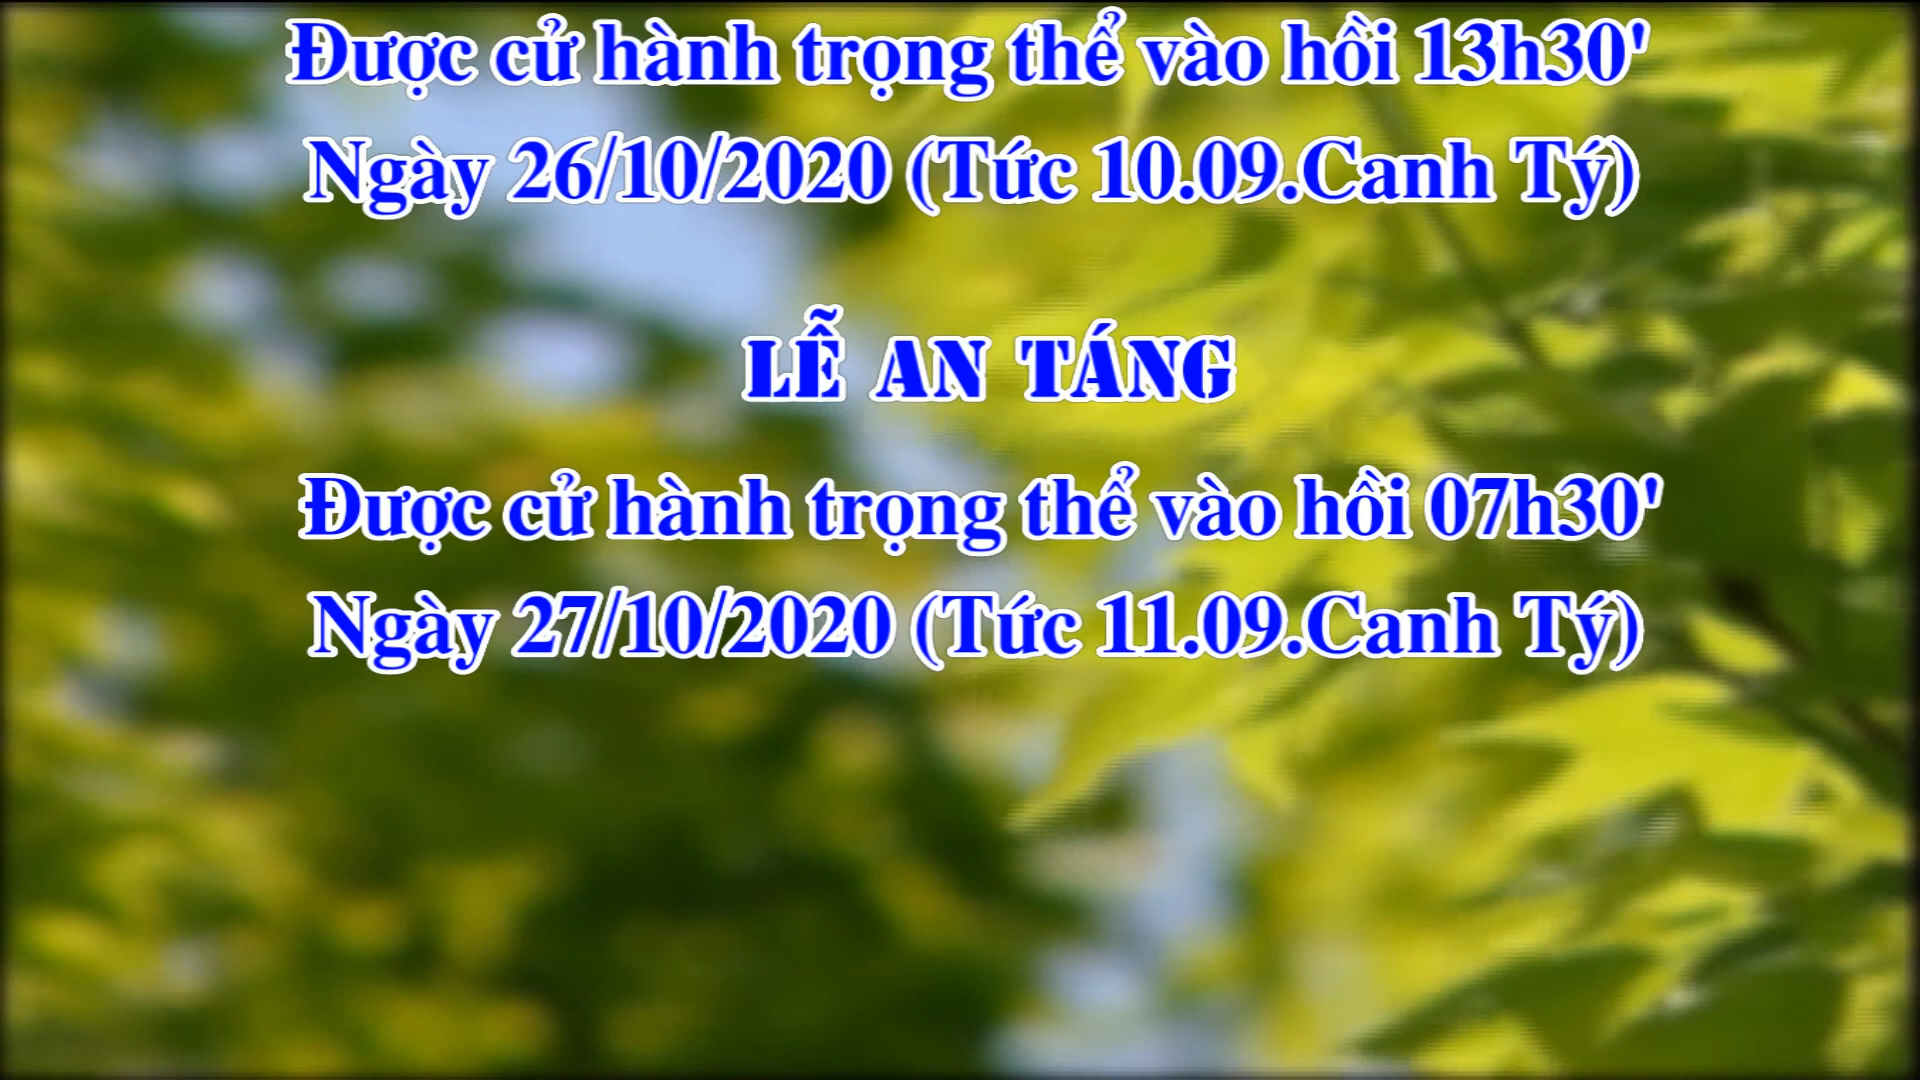 Được cử hành trọng thể vào hồi 13h30'
Ngày 26/10/2020 (Tức 10.09.Canh Tý)
LỄ AN TÁNG
Được cử hành trọng thể vào hồi 07h30'
Ngày 27/10/2020 (Tức 11.09.Canh Tý)